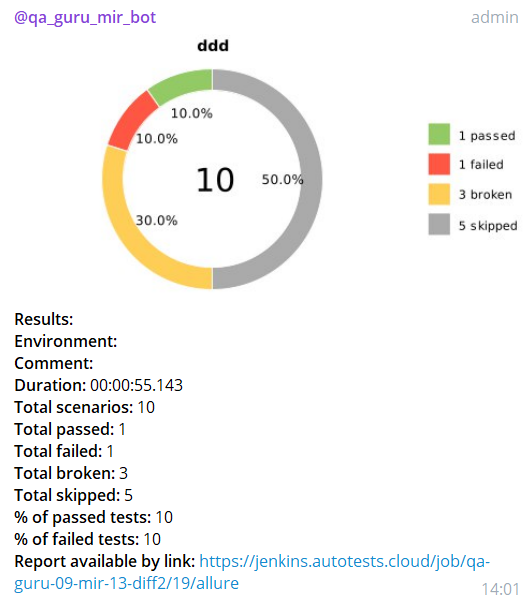 @qa_guru_mir_bot admin
ddd
10.0%
10.0%
10
50.0%
30.0%
1 passed
1 failed
3 broken
5 skipped
Results:
Environment:
Comment:
Duration: 00:00:55.143
Total scenarios: 10
Total passed: 1
Total failed: 1
Total broken: 3
Total skipped: 5
% of passed tests: 10
% of failed tests: 10
Report available by link: https://jenkins.autotests.cloud/job/qa-
guru-09-mir-13-diff2/19/allure
14:01